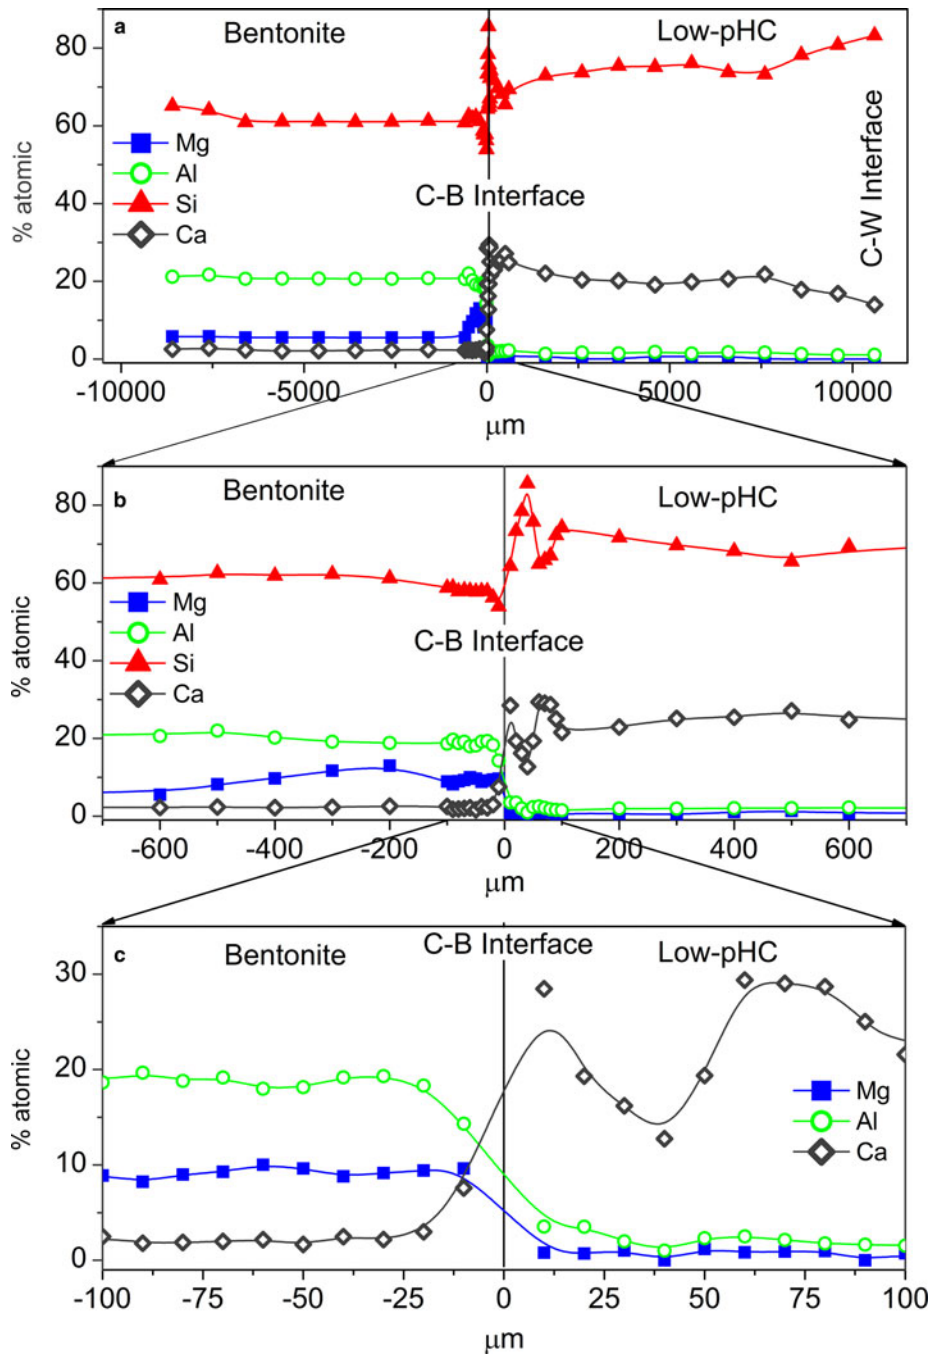 a
Bentonite
Low-pHC
80
60
40
20
0
% atomic
Mg
Al
Si
Ca
C-B Interface
C-W Interface
-10000 -5000 0 5000 10000
μm
b
Bentonite
Low-pHC
80
60
40
20
0
% atomic
Mg
Al
Si
Ca
C-B Interface
-600 -400 -200 0 200 400 600
μm
c
Bentonite
C-B Interface
Low-pHC
30
20
10
0
% atomic
Mg
Al
Ca
-100 -75 -50 -25 0 25 50 75 100
μm